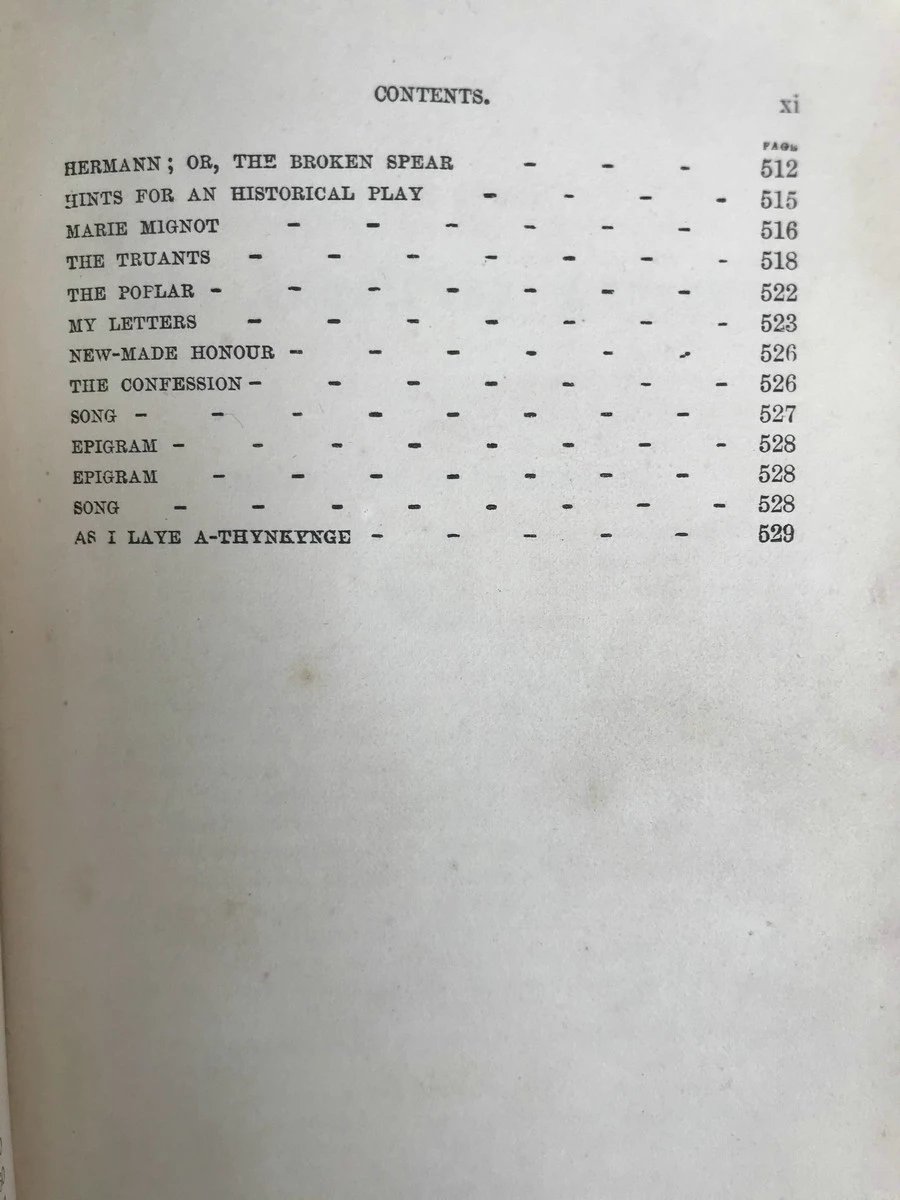 CONTENTS. xi
PAGE
HERMANN; OR, THE BROKEN SPEAR - - - 512
HINTS FOR AN HISTORICAL PLAY - - - - 515
MARIE MIGNOT - - - - - - 516
THE TRUANTS - - - - - - - 518
THE POPLAR - - - - - - - 522
MY LETTERS - - - - - - - 523
NEW-MADE HONOUR - - - - - - 526
THE CONFESSION - - - - - - - 526
SONG - - - - - - - - 527
EPIGRAM - - - - - - - - 528
EPIGRAM - - - - - - - 528
SONG - - - - - - - - 528
AS I LAYE A-THYNKYNGE - - - - - 529